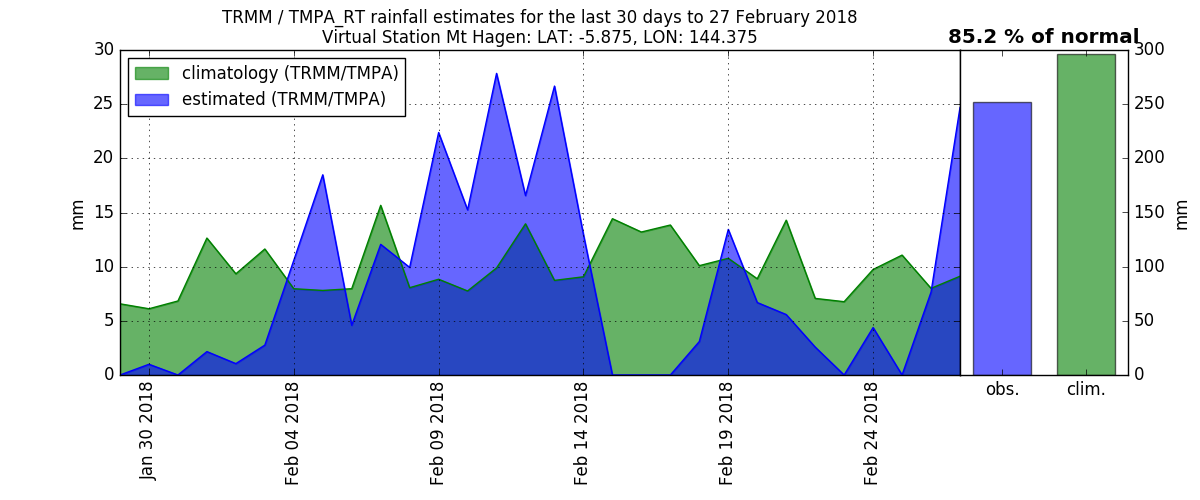 TRMM / TMPA_RT rainfall estimates for the last 30 days to 27 February 2018
Virtual Station Mt Hagen: LAT: -5.875, LON: 144.375
85.2 % of normal
climatology (TRMM/TMPA)
estimated (TRMM/TMPA)
30
25
20
15
10
5
0
mm
300
250
200
150
100
50
0
mm
Jan 30 2018
Feb 04 2018
Feb 09 2018
Feb 14 2018
Feb 19 2018
Feb 24 2018
obs.
clim.